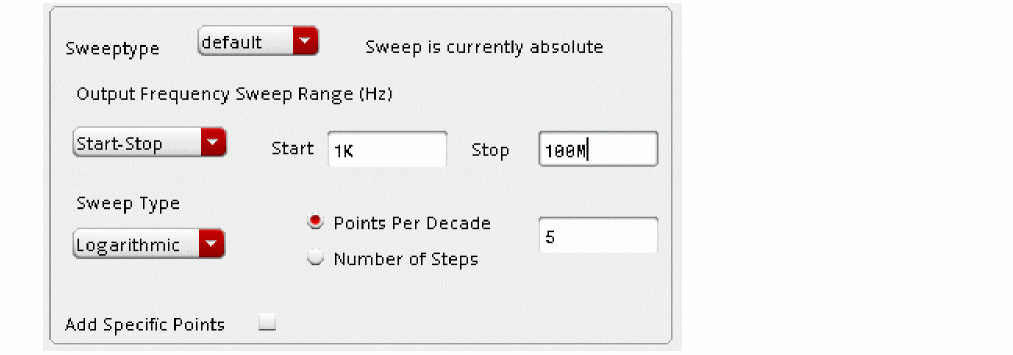 Sweeptype default Sweep is currently absolute
Output Frequency Sweep Range (Hz)
Start-Stop Start 1K Stop 100M
Sweep Type
Points Per Decade 5
Logarithmic
Number of Steps
Add Specific Points